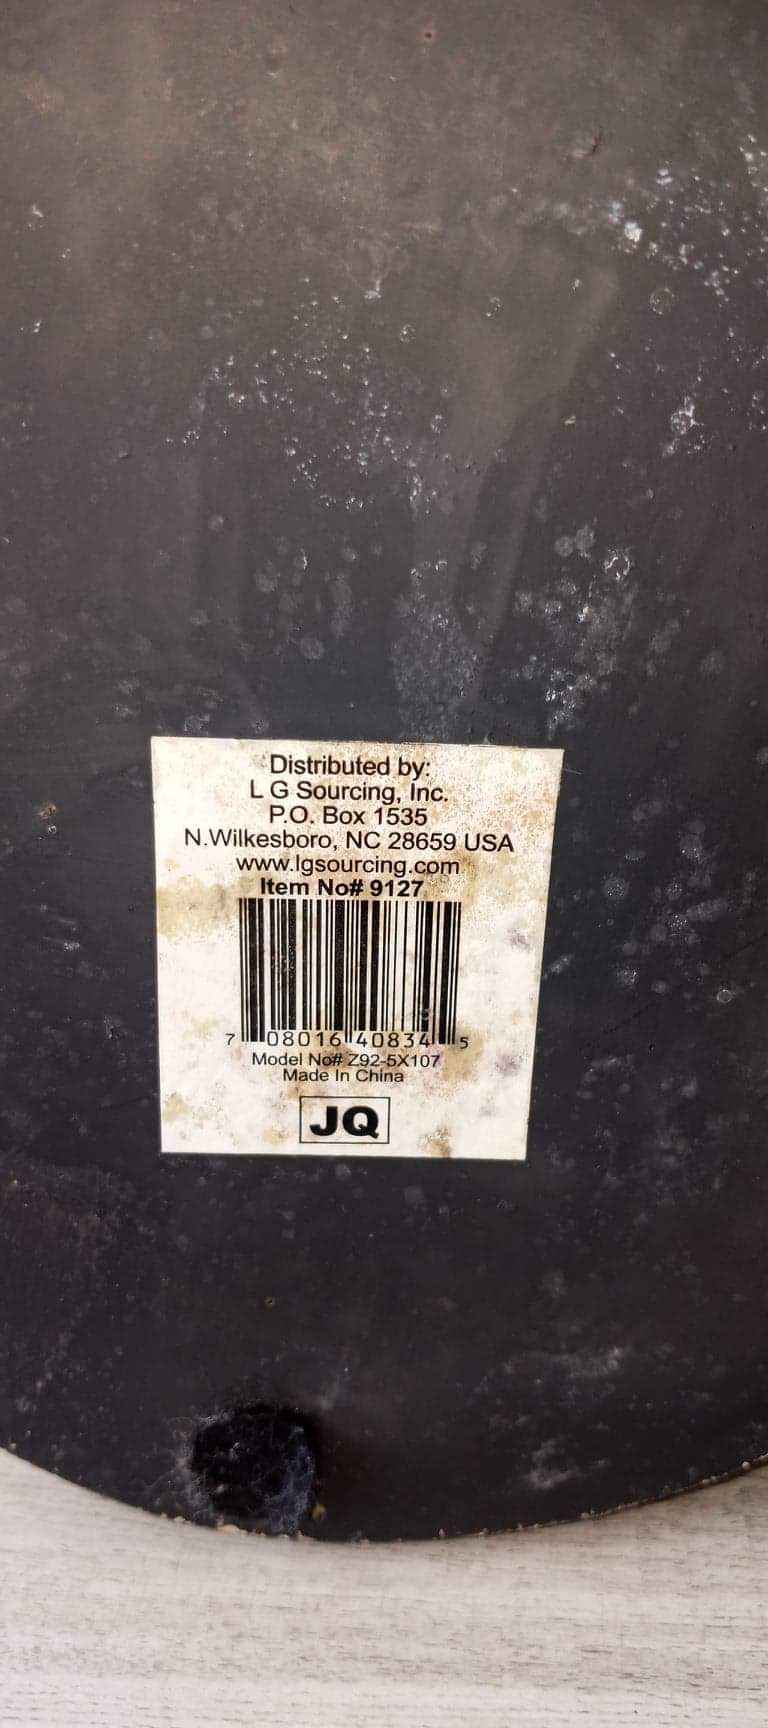 Distributed by:
L G Sourcing, Inc.
P.O. Box 1535
N.Wilkesboro, NC 28659 USA
www.lgsourcing.com
Item No# 9127
7 08016 40834 5
Model No# Z92-5X107
Made In China
JQ